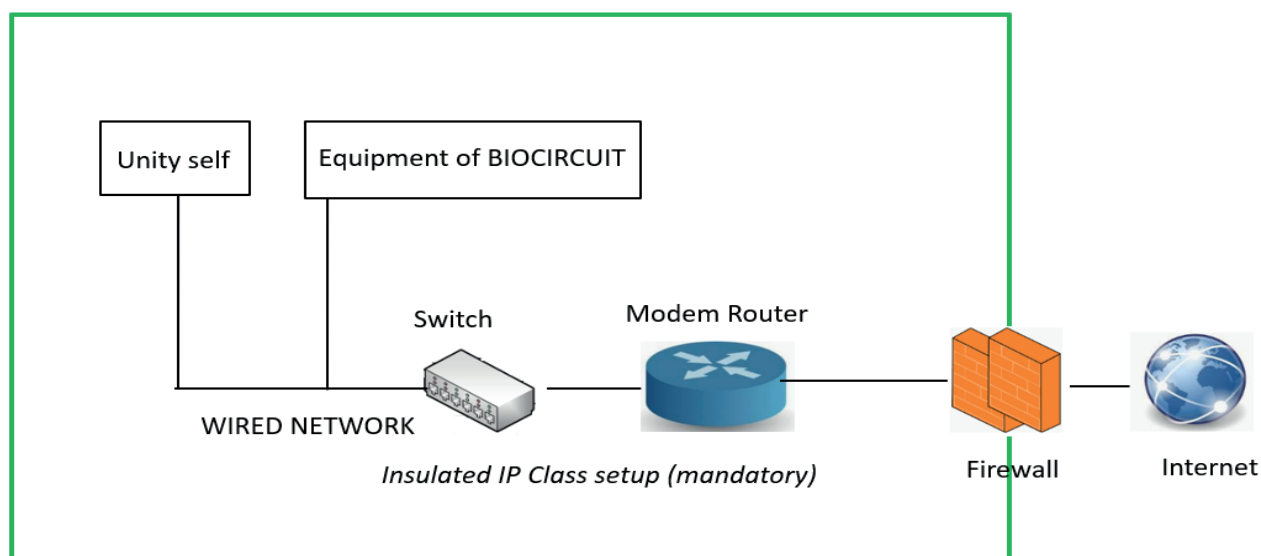 Unity self
Equipment of BIOCIRCUIT
Switch
Modem Router
WIRED NETWORK
Insulated IP Class setup (mandatory)
Firewall
Internet